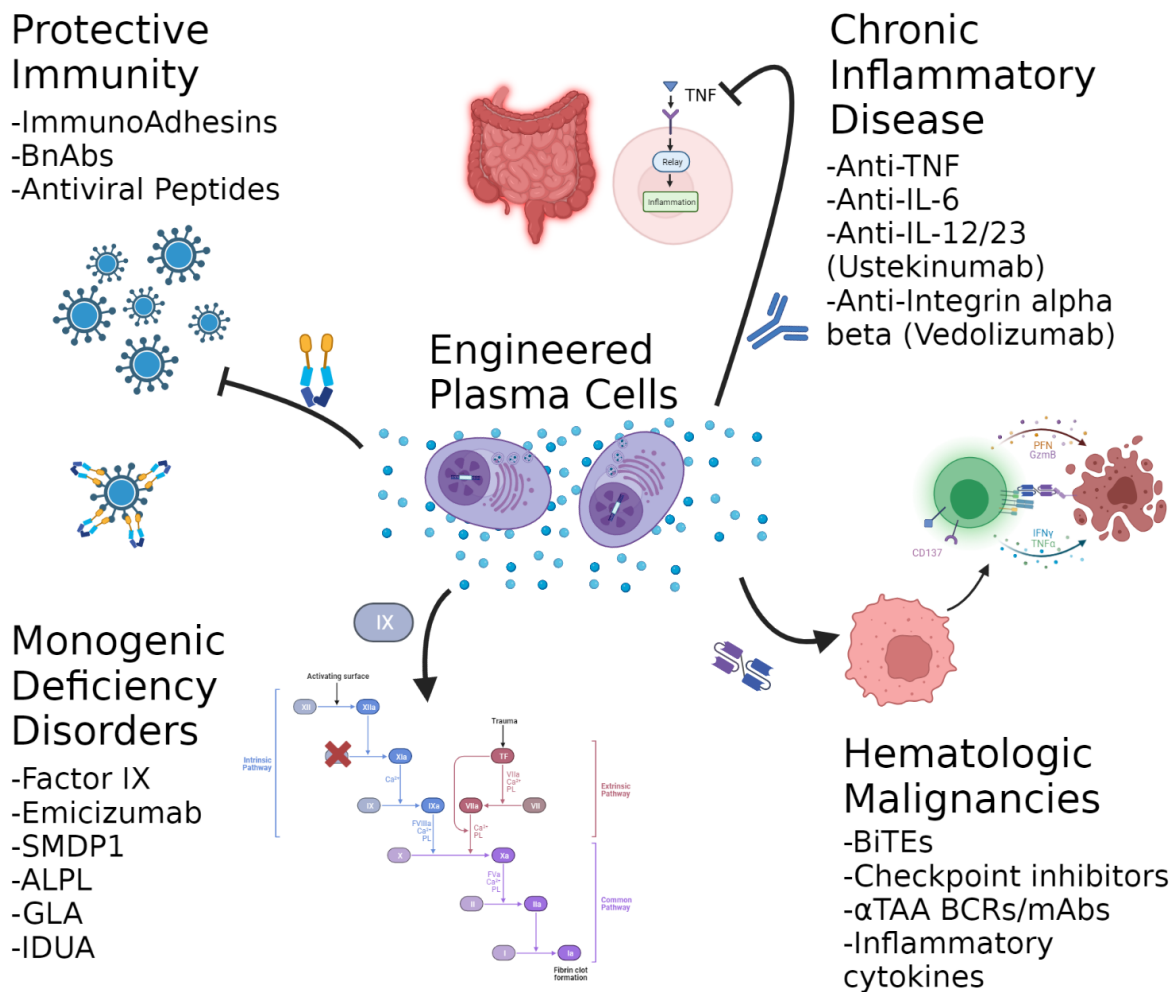 Protective
Immunity
-ImmunoAdhesins
-BnAbs
-Antiviral Peptides
TNF
Relay
Inflammation
Chronic
Inflammatory
Disease
-Anti-TNF
-Anti-IL-6
-Anti-IL-12/23
(Ustekinumab)
-Anti-Integrin alpha
beta (Vedolizumab)
Engineered
Plasma Cells
PFN
GzmB
CD137
IFNγ
TNFα
IX
Monogenic
Deficiency
Disorders
-Factor IX
-Emicizumab
-SMDP1
-ALPL
-GLA
-IDUA
Activating surface
XII
XIIa
Intrinsic
Pathway
XIa
Ca²⁺
IX
IXa
FVIIIa
Ca²⁺
PL
Trauma
TF
VIIa
Ca²⁺
PL
Extrinsic
Pathway
VIIa
VII
Ca²⁺
PL
X
Xa
FVa
Ca²⁺
PL
Common
Pathway
II
IIa
I
Ia
Fibrin clot
formation
Hematologic
Malignancies
-BiTEs
-Checkpoint inhibitors
-αTAA BCRs/mAbs
-Inflammatory
cytokines